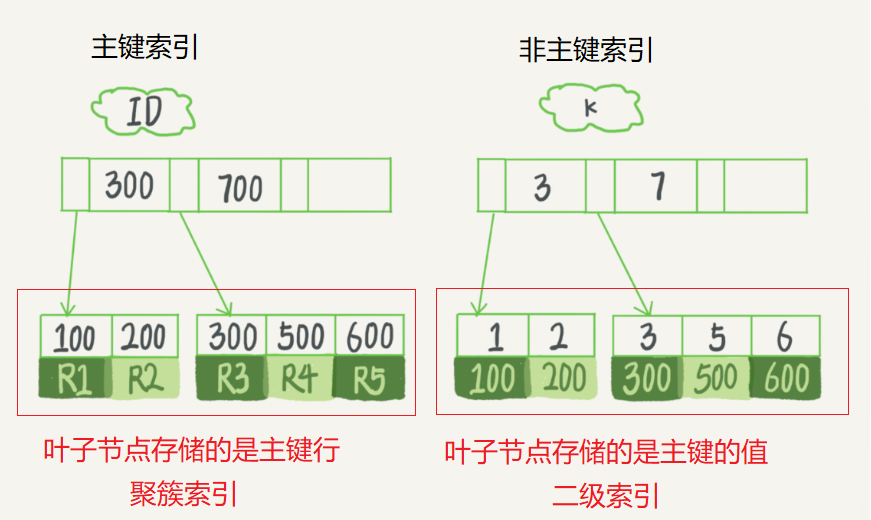 主键索引
非主键索引
ID
k
300 700
3 7
100 200 300 500 600
R1 R2 R3 R4 R5
1 2 3 5 6
100 200 300 500 600
叶子节点存储的是主键行
聚簇索引
叶子节点存储的是主键的值
二级索引